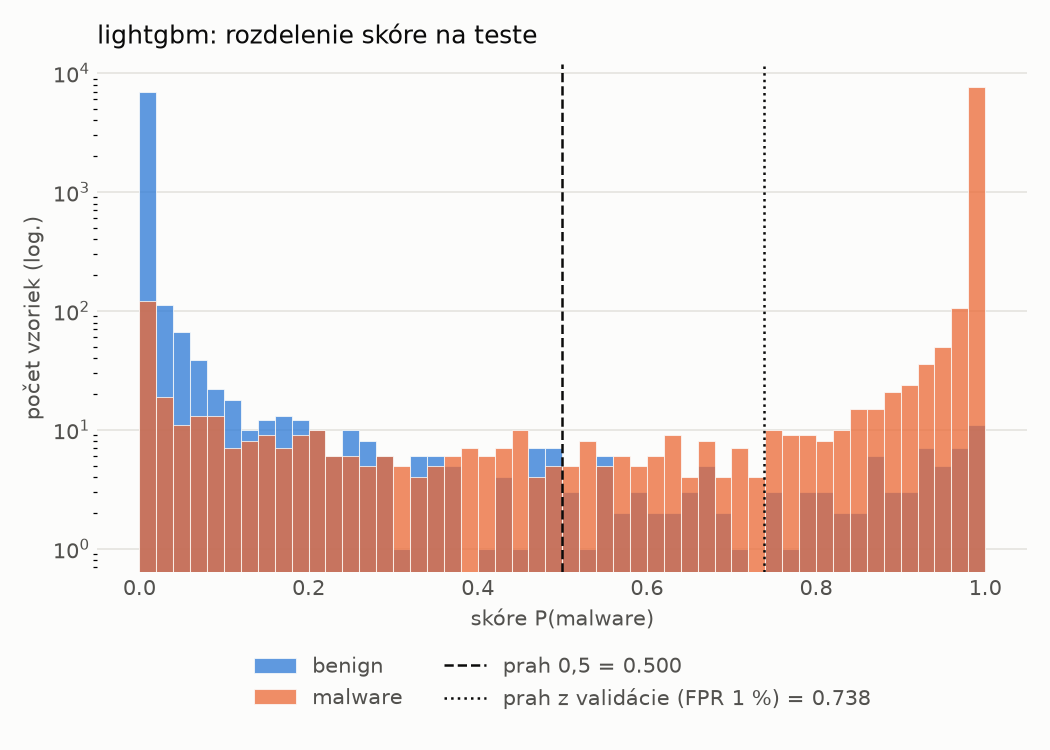 lightgbm: rozdelenie skóre na teste
10⁴
10³
10²
10¹
10⁰
počet vzoriek (log.)
0.0 0.2 0.4 0.6 0.8 1.0
skóre P(malware)
benign
malware
prah 0,5 = 0.500
prah z validácie (FPR 1 %) = 0.738